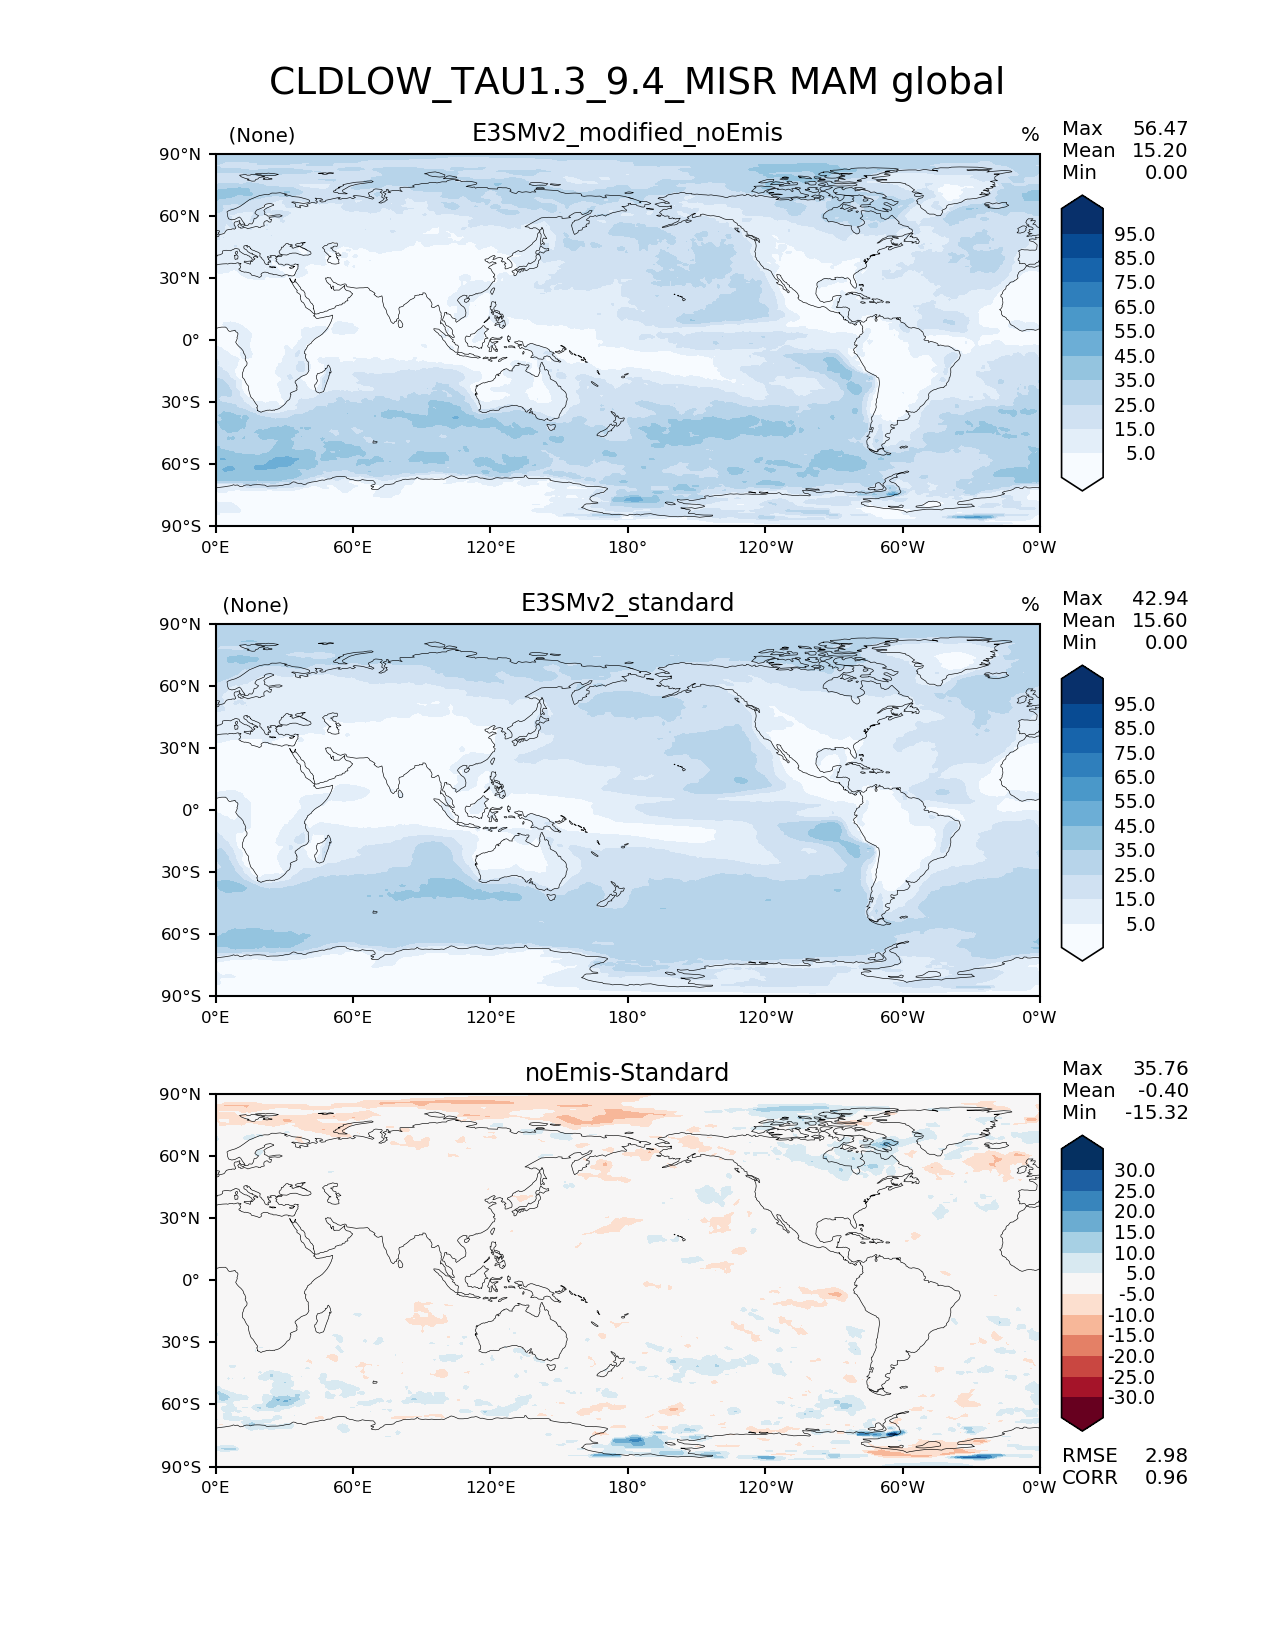 CLDLOW_TAU1.3_9.4_MISR MAM global
(None) E3SMv2_modified_noEmis %
Max 56.47
Mean 15.20
Min 0.00
90°N
60°N
30°N
0°
30°S
60°S
90°S
0°E 60°E 120°E 180° 120°W 60°W 0°W
95.0
85.0
75.0
65.0
55.0
45.0
35.0
25.0
15.0
5.0
(None) E3SMv2_standard %
Max 42.94
Mean 15.60
Min 0.00
90°N
60°N
30°N
0°
30°S
60°S
90°S
0°E 60°E 120°E 180° 120°W 60°W 0°W
95.0
85.0
75.0
65.0
55.0
45.0
35.0
25.0
15.0
5.0
noEmis-Standard
Max 35.76
Mean -0.40
Min -15.32
90°N
60°N
30°N
0°
30°S
60°S
90°S
0°E 60°E 120°E 180° 120°W 60°W 0°W
30.0
25.0
20.0
15.0
10.0
5.0
-5.0
-10.0
-15.0
-20.0
-25.0
-30.0
RMSE 2.98
CORR 0.96